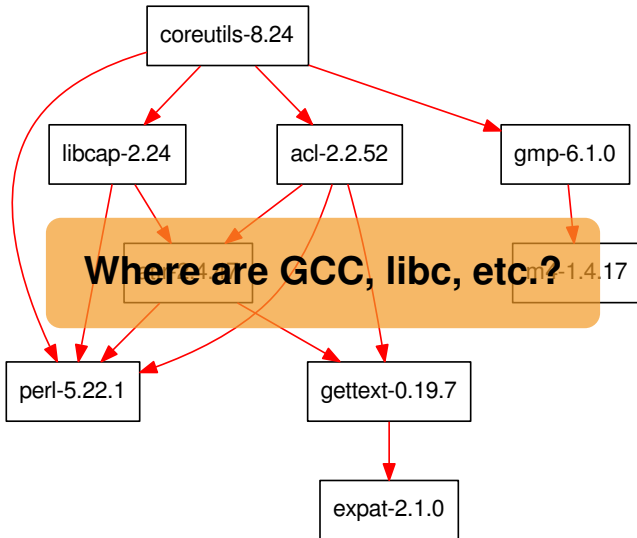 coreutils-8.24
libcap-2.24
acl-2.2.52
gmp-6.1.0
Where are GCC, libc, etc.?
perl-5.22.1
gettext-0.19.7
expat-2.1.0